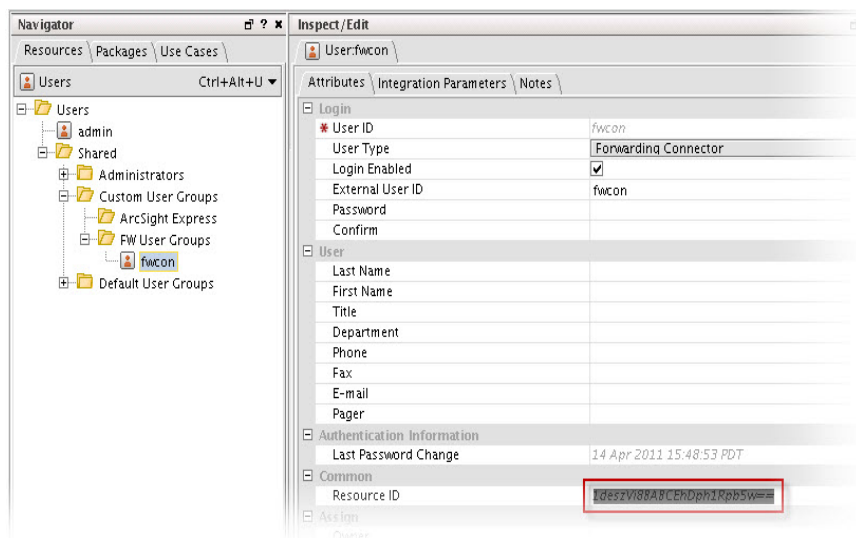 Navigator
Resources Packages Use Cases
Users Ctrl+Alt+U
Users
admin
Shared
Administrators
Custom User Groups
ArcSight Express
FW User Groups
fwcon
Default User Groups
Inspect/Edit
User:fwcon
Attributes Integration Parameters Notes
Login
* User ID fwcon
User Type Forwarding Connector
Login Enabled
External User ID fwcon
Password
Confirm
User
Last Name
First Name
Title
Department
Phone
Fax
E-mail
Pager
Authentication Information
Last Password Change 14 Apr 2011 15:48:53 PDT
Common
Resource ID 1deszVi88A8CEhDph1Rpb5w==
Assign
Owner